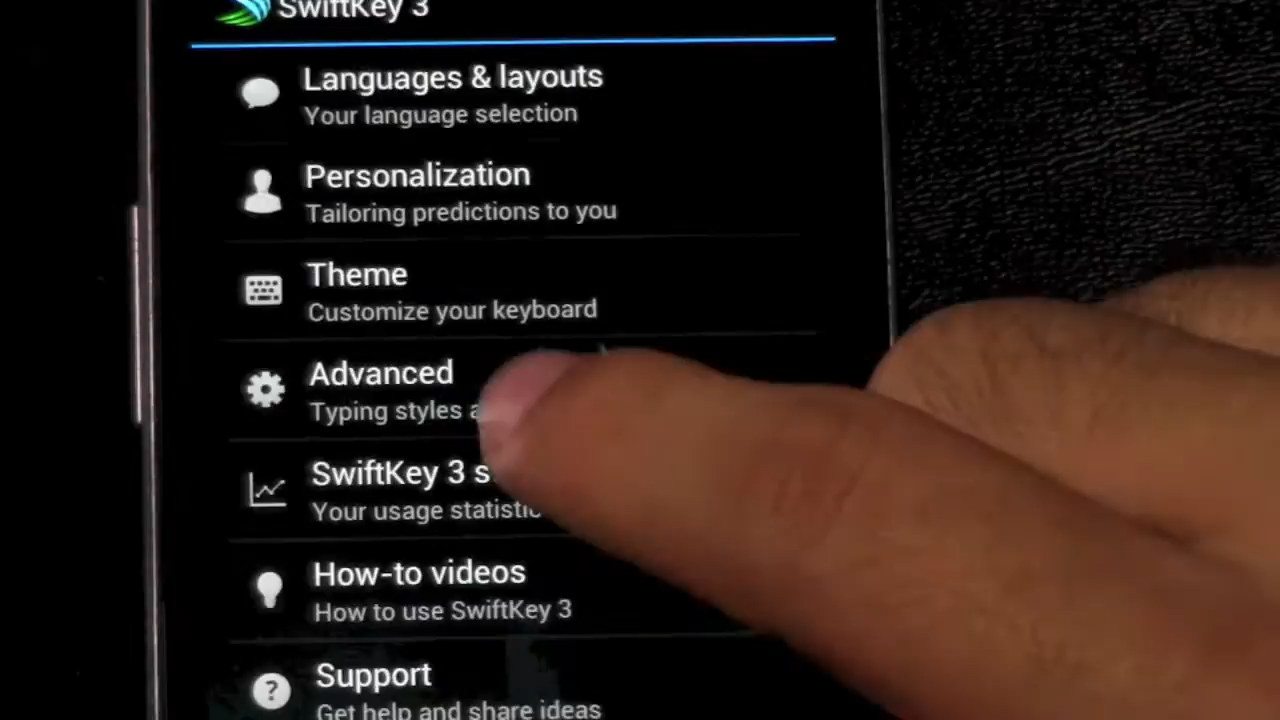 SwiftKey 3
Languages & layouts
Your language selection
Personalization
Tailoring predictions to you
Theme
Customize your keyboard
Advanced
Typing styles
SwiftKey 3
Your usage
How-to videos
How to use SwiftKey 3
Support
Get help and share ideas